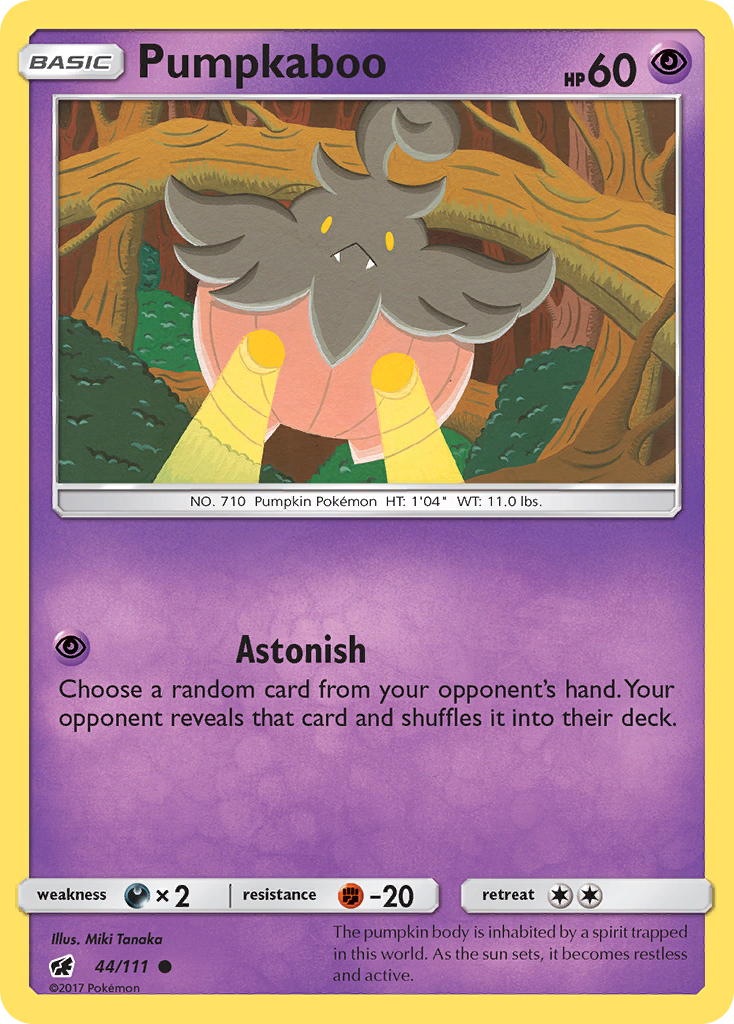 BASIC Pumpkaboo HP 60
NO. 710 Pumpkin Pokémon HT: 1'04" WT: 11.0 lbs.
Astonish
Choose a random card from your opponent's hand. Your
opponent reveals that card and shuffles it into their deck.
weakness ×2 resistance -20 retreat
Illus. Miki Tanaka
44/111
©2017 Pokémon
The pumpkin body is inhabited by a spirit trapped
in this world. As the sun sets, it becomes restless
and active.